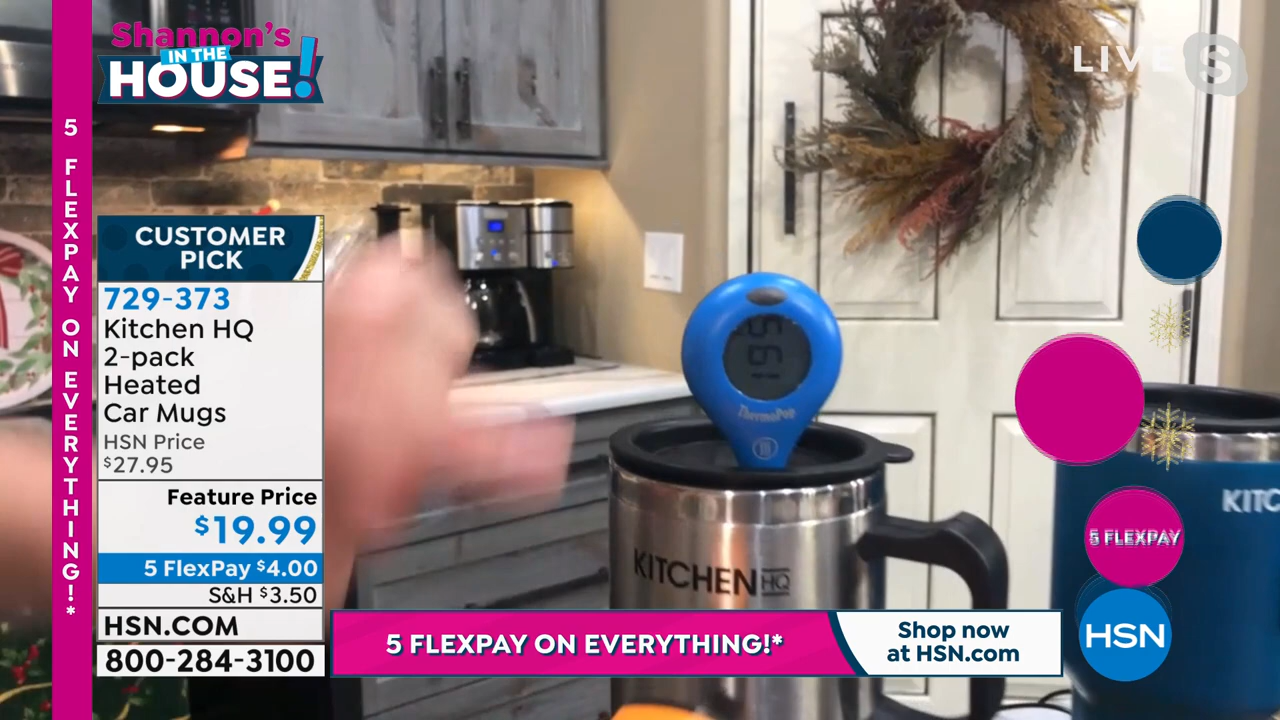 Shannon's
IN THE
HOUSE!
LIVE S
5 FLEXPAY ON EVERYTHING!*
CUSTOMER
PICK
729-373
Kitchen HQ
2-pack
Heated
Car Mugs
HSN Price
$27.95
Feature Price
$19.99
5 FlexPay $4.00
S&H $3.50
HSN.COM
800-284-3100
ThermoPop
KITCHEN HQ
KITC
5 FLEXPAY
HSN
5 FLEXPAY ON EVERYTHING!*
Shop now
at HSN.com